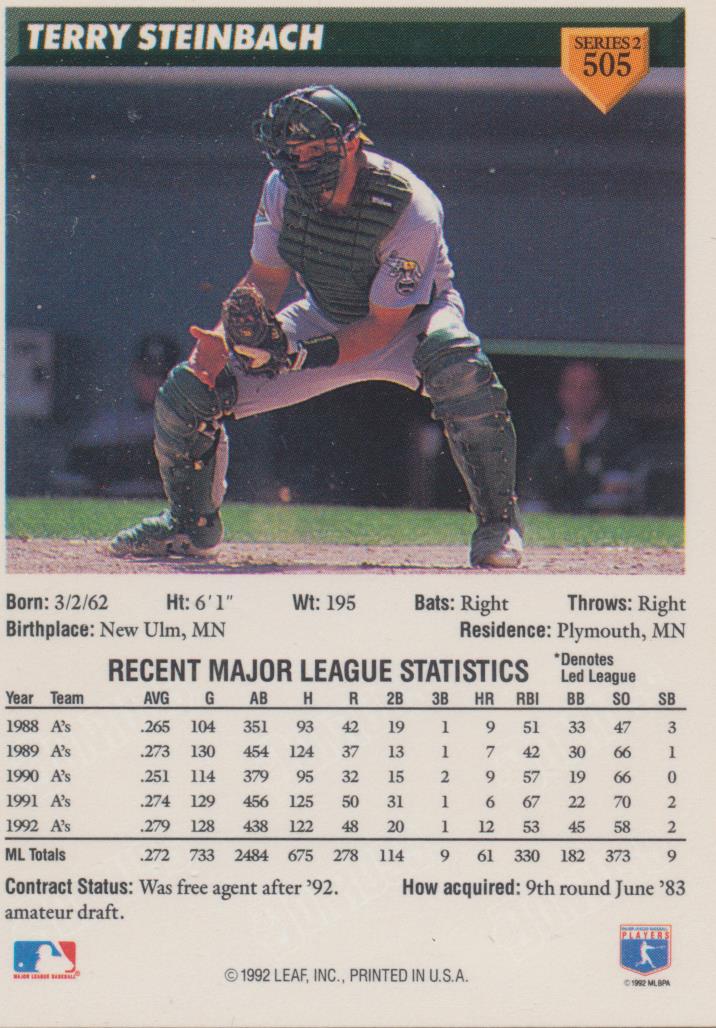 TERRY STEINBACH
SERIES 2
505
Born: 3/2/62 Ht: 6'1" Wt: 195 Bats: Right Throws: Right
Birthplace: New Ulm, MN Residence: Plymouth, MN
RECENT MAJOR LEAGUE STATISTICS *Denotes
Led League
Year Team AVG G AB H R 2B 3B HR RBI BB SO SB
1988 A's .265 104 351 93 42 19 1 9 51 33 47 3
1989 A's .273 130 454 124 37 13 1 7 42 30 66 1
1990 A's .251 114 379 95 32 15 2 9 57 19 66 0
1991 A's .274 129 456 125 50 31 1 6 67 22 70 2
1992 A's .279 128 438 122 48 20 1 12 53 45 58 2
ML Totals .272 733 2484 675 278 114 9 61 330 182 373 9
Contract Status: Was free agent after '92. How acquired: 9th round June '83
amateur draft.
MAJOR LEAGUE BASEBALL®
© 1992 LEAF, INC., PRINTED IN U.S.A.
MAJOR LEAGUE BASEBALL
PLAYERS
© 1992 MLBPA